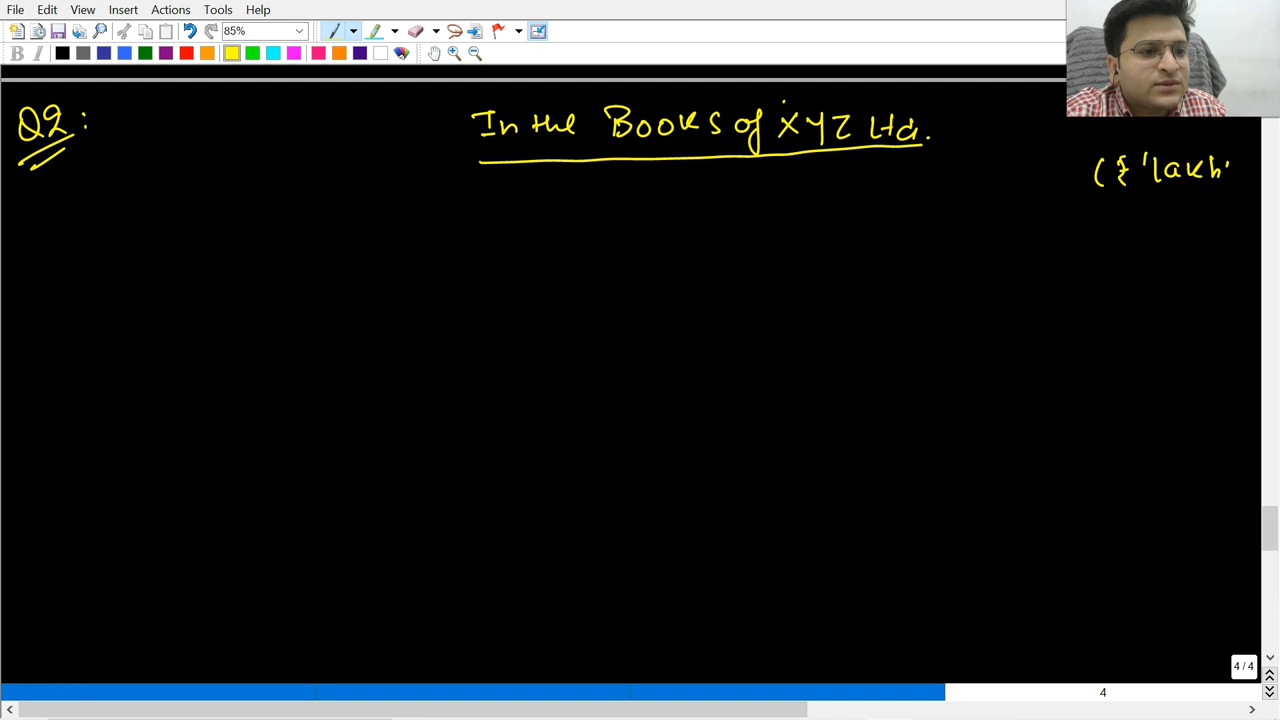 File Edit View Insert Actions Tools Help
85%
B I
Q2: In the Books of XYZ Ltd.
(₹ 'lakh'
4 / 4
4